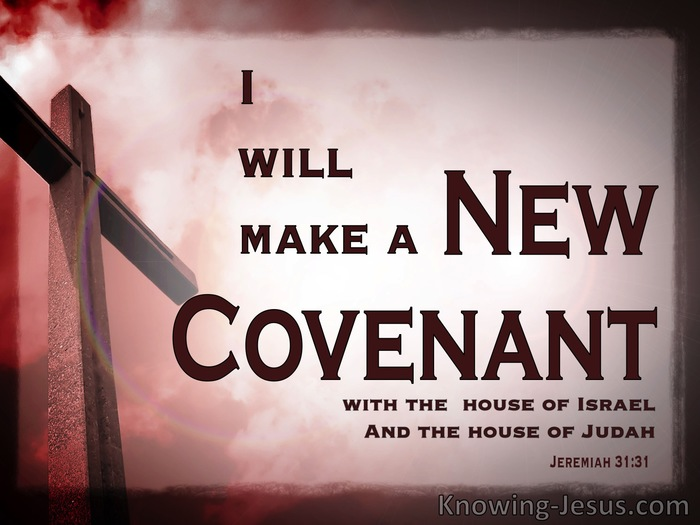 I
WILL
MAKE A NEW
COVENANT
WITH THE HOUSE OF ISRAEL
AND THE HOUSE OF JUDAH
JEREMIAH 31:31
Knowing-Jesus.com